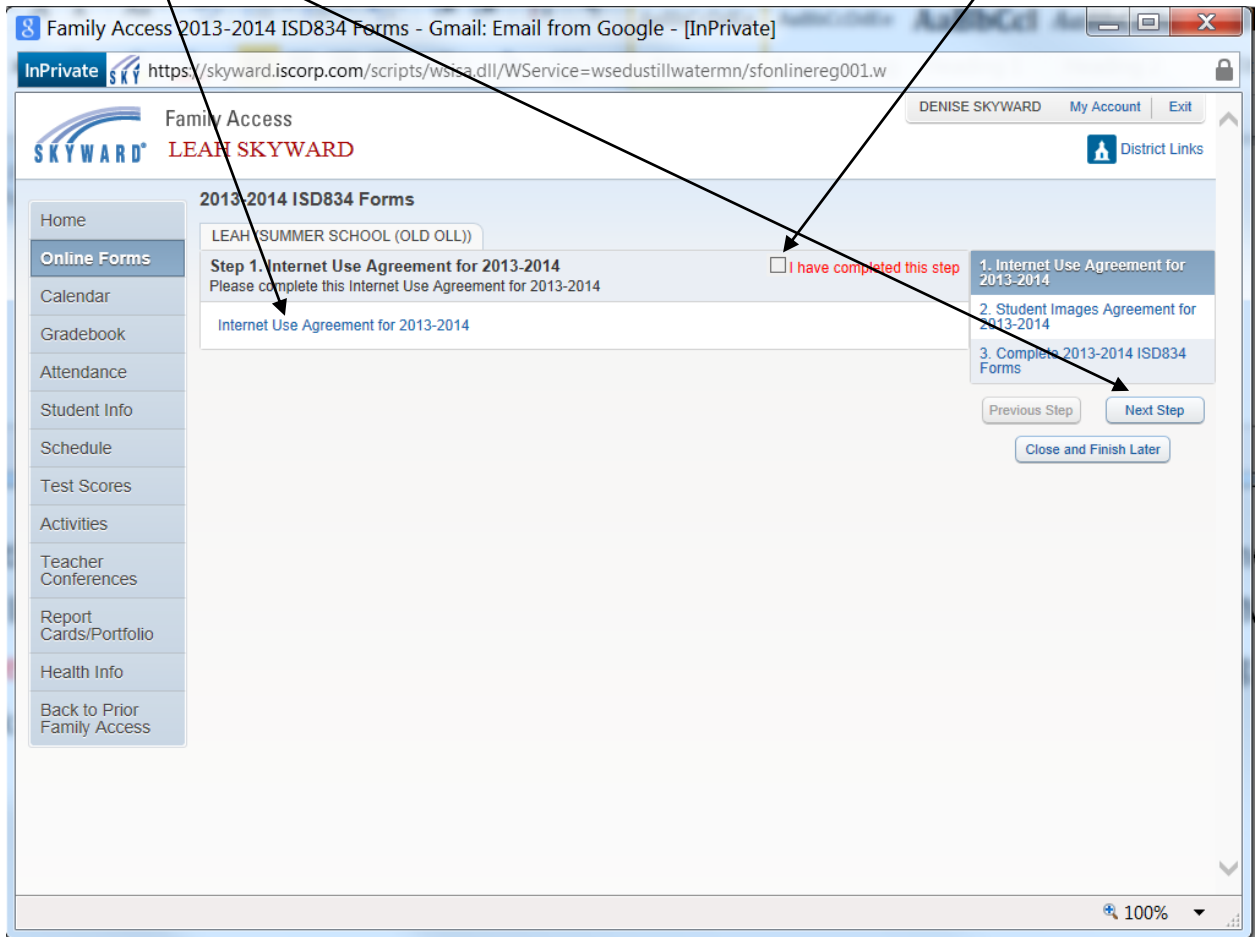 Family Access 2013-2014 ISD834 Forms - Gmail: Email from Google - [InPrivate]
InPrivate https://skyward.iscorp.com/scripts/wsisa.dll/WService=wsedustillwatermn/sfonlinereg001.w
SKYWARD®
Family Access
LEAH SKYWARD
DENISE SKYWARD My Account Exit
District Links
Home
Online Forms
Calendar
Gradebook
Attendance
Student Info
Schedule
Test Scores
Activities
Teacher
Conferences
Report
Cards/Portfolio
Health Info
Back to Prior
Family Access
2013-2014 ISD834 Forms
LEAH (SUMMER SCHOOL (OLD OLL))
Step 1. Internet Use Agreement for 2013-2014
Please complete this Internet Use Agreement for 2013-2014
I have completed this step
Internet Use Agreement for 2013-2014
1. Internet Use Agreement for
2013-2014
2. Student Images Agreement for
2013-2014
3. Complete 2013-2014 ISD834
Forms
Previous Step Next Step
Close and Finish Later
100%